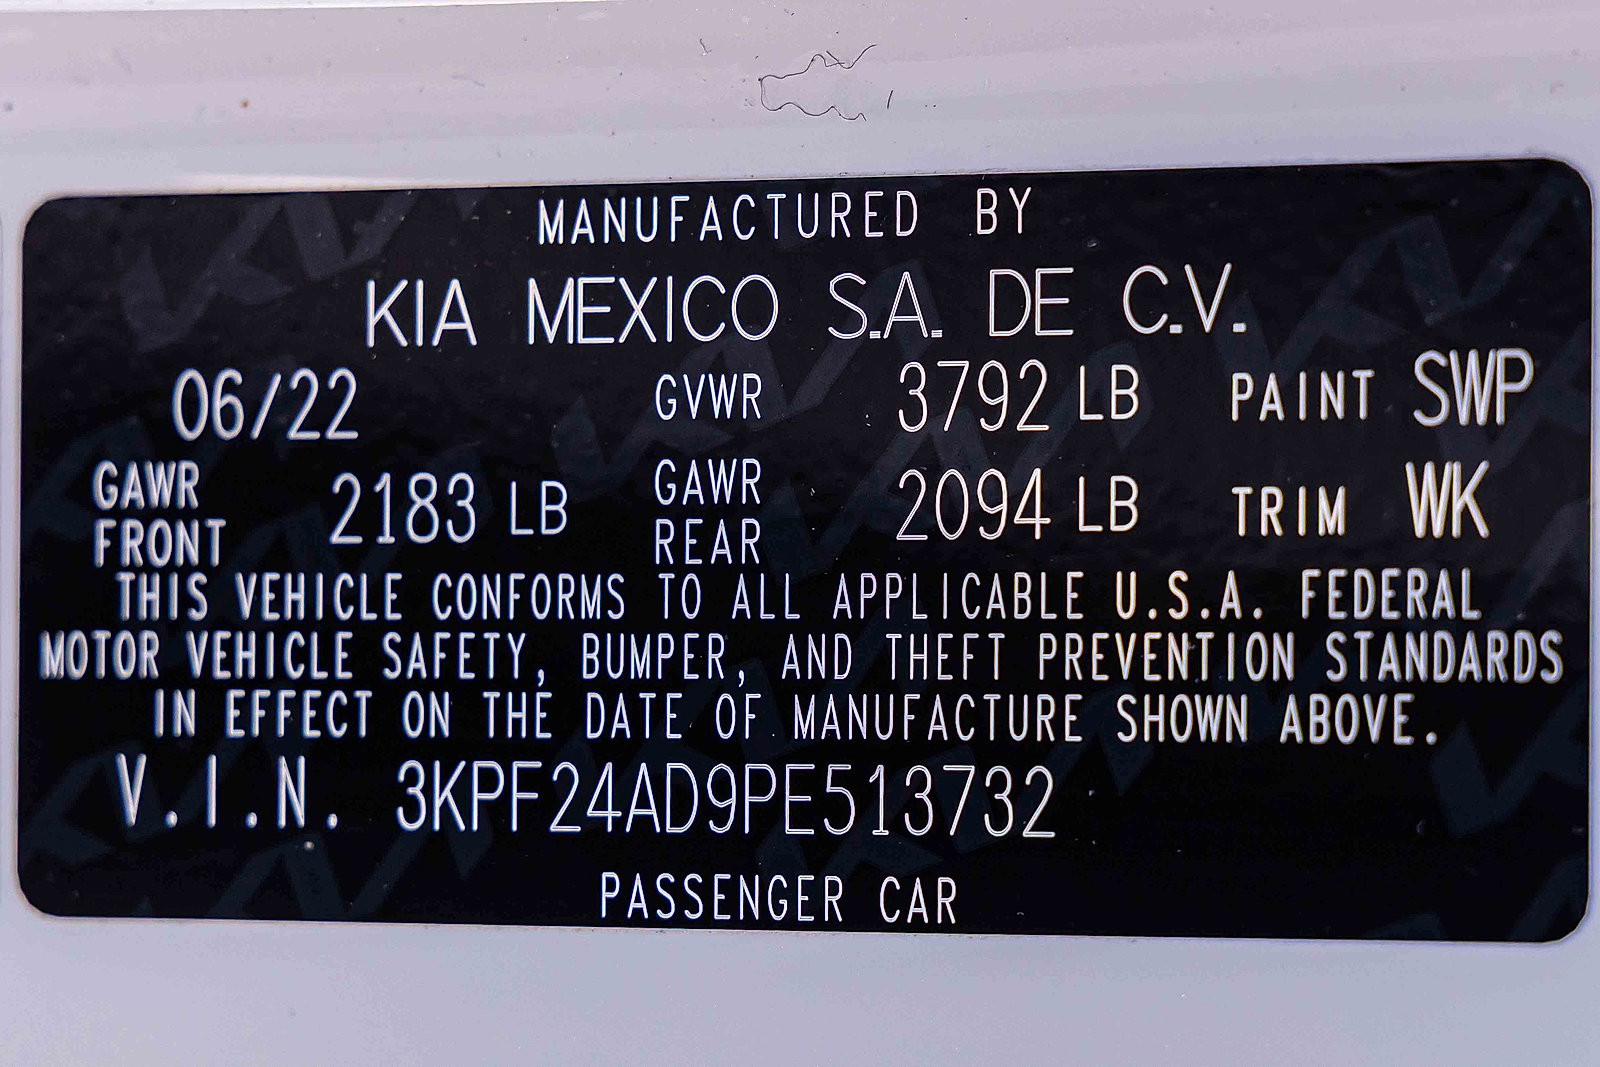 MANUFACTURED BY
KIA MEXICO S.A. DE C.V.
06/22 GVWR 3792 LB PAINT SWP
GAWR FRONT 2183 LB GAWR REAR 2094 LB TRIM WK
THIS VEHICLE CONFORMS TO ALL APPLICABLE U.S.A. FEDERAL
MOTOR VEHICLE SAFETY, BUMPER, AND THEFT PREVENTION STANDARDS
IN EFFECT ON THE DATE OF MANUFACTURE SHOWN ABOVE.
V.I.N. 3KPF24AD9PE513732
PASSENGER CAR